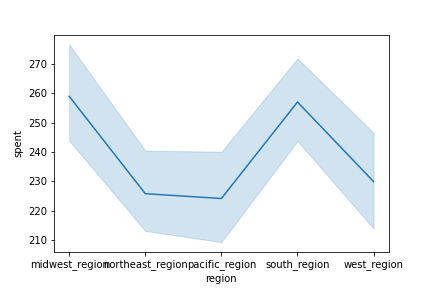 270
260
250
240
230
220
210
spent
midwest_region northeast_region pacific_region south_region west_region
region